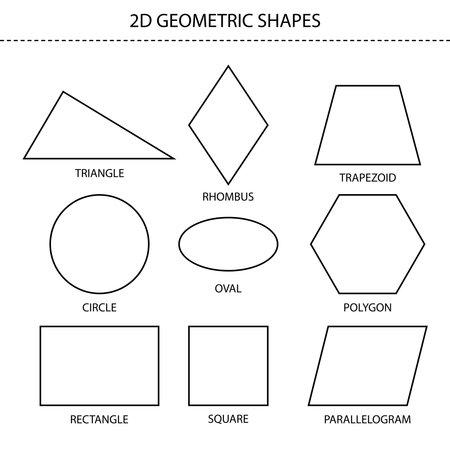 2D GEOMETRIC SHAPES
TRIANGLE
RHOMBUS
TRAPEZOID
CIRCLE
OVAL
POLYGON
RECTANGLE
SQUARE
PARALLELOGRAM